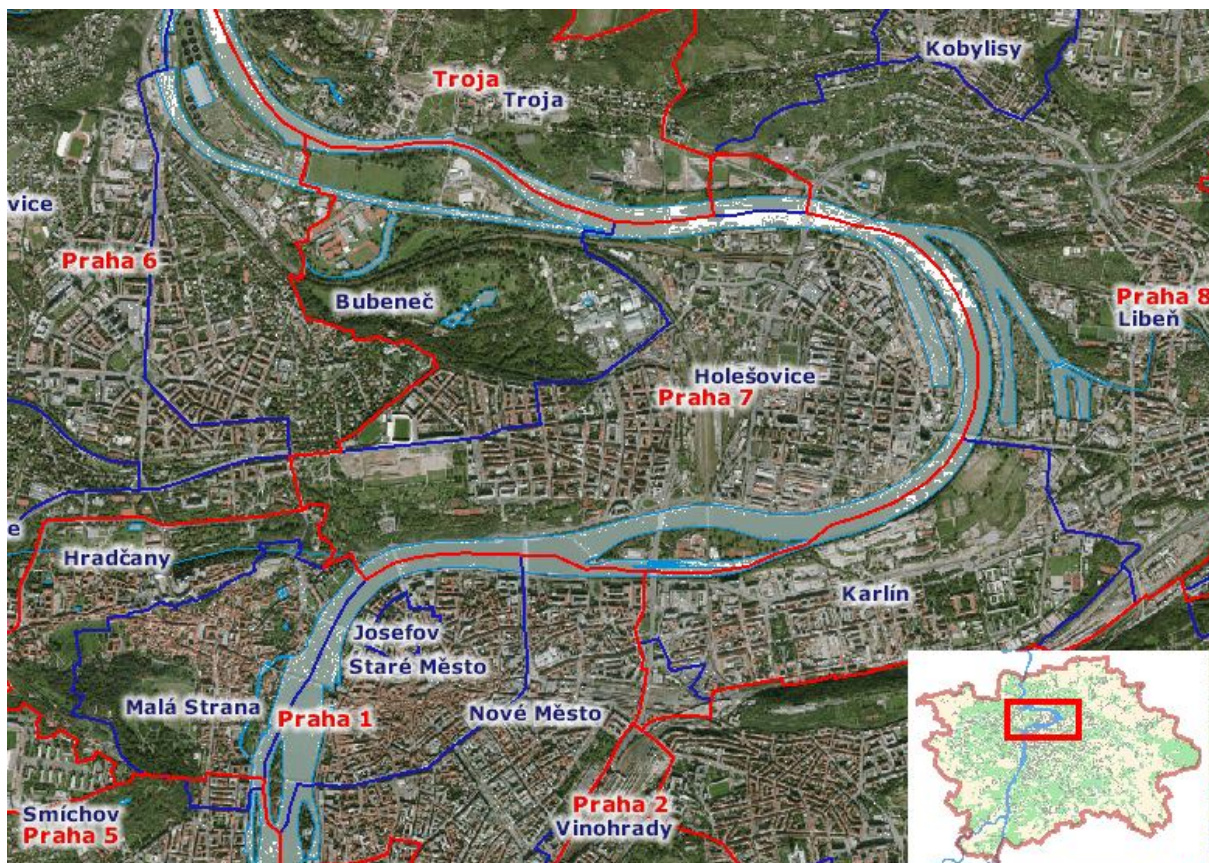 Kobylisy
Troja
Troja
vice
Praha 6
Bubeneč
Praha 8
Libeň
Holešovice
Praha 7
e
Hradčany
Karlín
Josefov
Staré Město
Malá Strana
Praha 1
Nové Město
Smíchov
Praha 5
Praha 2
Vinohrady